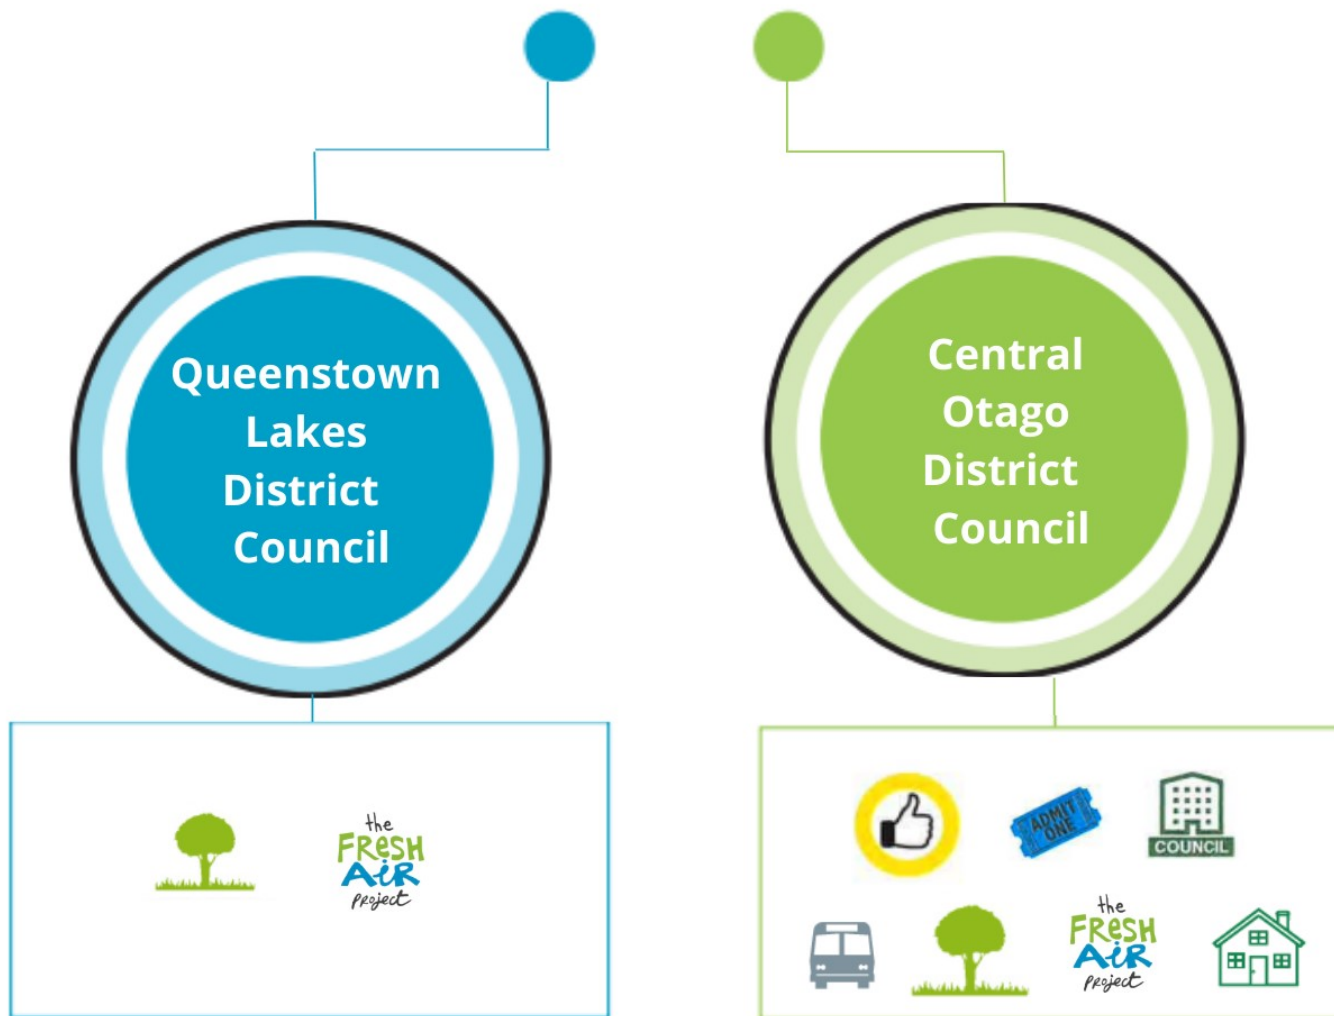 Queenstown
Lakes
District
Council
the
FRESH
AiR
PROject
Central
Otago
District
Council
ADMIT
ONE
COUNCIL
the
FRESH
AiR
PROject